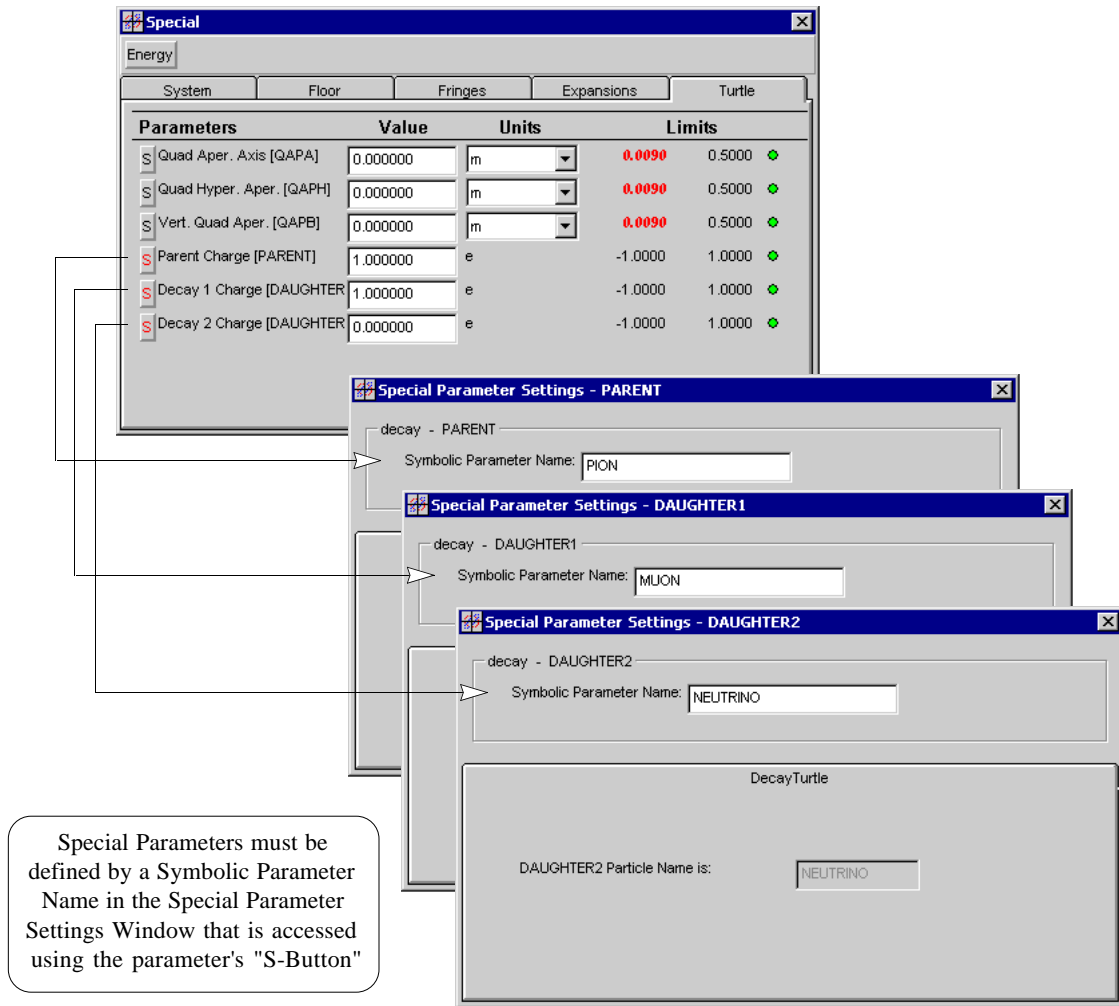 Special
Energy
System Floor Fringes Expansions Turtle
Parameters Value Units Limits
S Quad Aper. Axis [QAPA] 0.000000 m 0.0090 0.5000
S Quad Hyper. Aper. [QAPH] 0.000000 m 0.0090 0.5000
S Vert. Quad Aper. [QAPB] 0.000000 m 0.0090 0.5000
S Parent Charge [PARENT] 1.000000 e -1.0000 1.0000
S Decay 1 Charge [DAUGHTER 1.000000 e -1.0000 1.0000
S Decay 2 Charge [DAUGHTER 0.000000 e -1.0000 1.0000
Special Parameter Settings - PARENT
decay - PARENT
Symbolic Parameter Name: PION
Special Parameter Settings - DAUGHTER1
decay - DAUGHTER1
Symbolic Parameter Name: MUON
Special Parameter Settings - DAUGHTER2
decay - DAUGHTER2
Symbolic Parameter Name: NEUTRINO
DecayTurtle
DAUGHTER2 Particle Name is: NEUTRINO
Special Parameters must be
defined by a Symbolic Parameter
Name in the Special Parameter
Settings Window that is accessed
using the parameter's "S-Button"